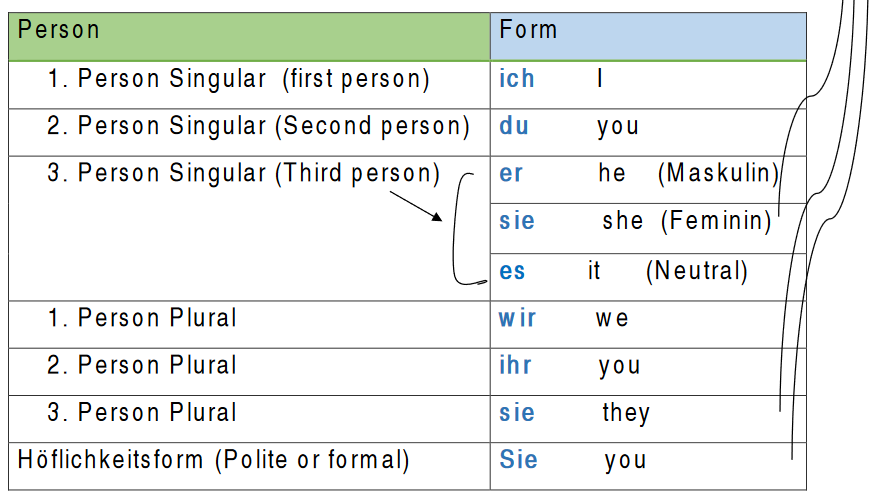 Person Form
1. Person Singular (first person) ich I
2. Person Singular (Second person) du you
3. Person Singular (Third person) er he (Maskulin)
sie she (Feminin)
es it (Neutral)
1. Person Plural wir we
2. Person Plural ihr you
3. Person Plural sie they
Höflichkeitsform (Polite or formal) Sie you